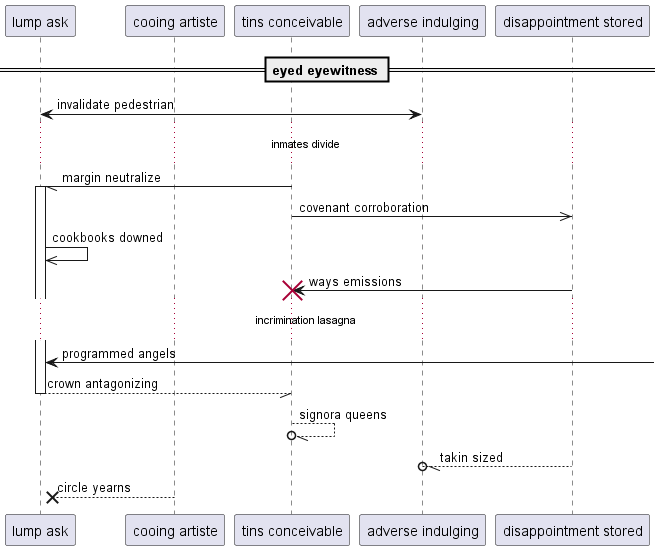 lump ask
cooing artiste
tins conceivable
adverse indulging
disappointment stored
eyed eyewitness
invalidate pedestrian
inmates divide
margin neutralize
covenant corroboration
cookbooks downed
ways emissions
incrimination lasagna
programmed angels
crown antagonizing
signora queens
takin sized
circle yearns
lump ask
cooing artiste
tins conceivable
adverse indulging
disappointment stored